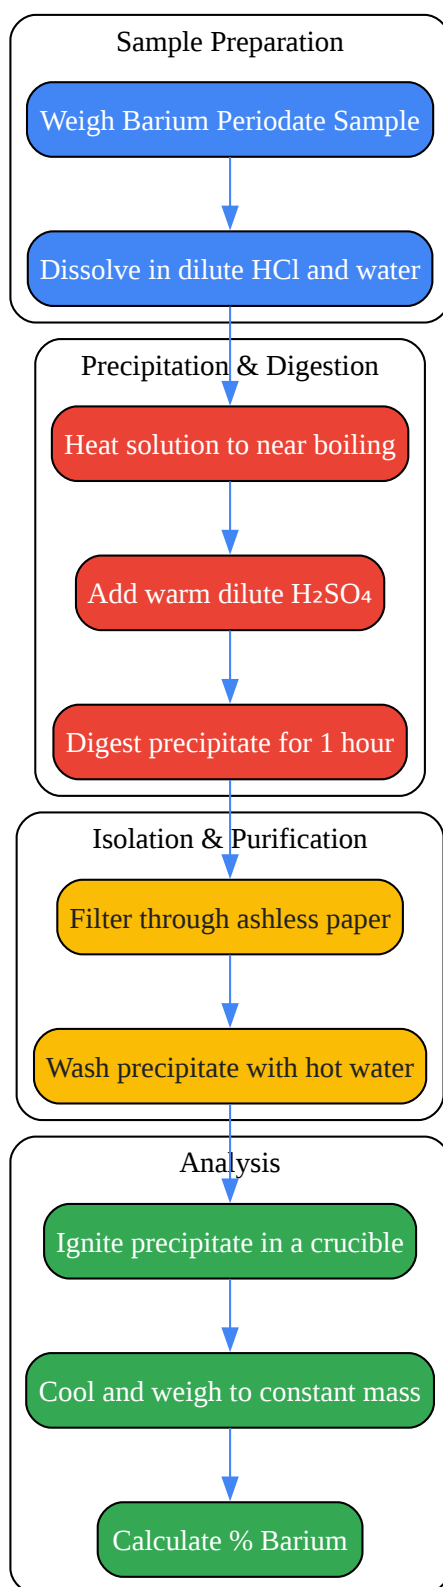 Sample Preparation
Weigh Barium Periodate Sample
Dissolve in dilute HCl and water
Precipitation & Digestion
Heat solution to near boiling
Add warm dilute H₂SO₄
Digest precipitate for 1 hour
Isolation & Purification
Filter through ashless paper
Wash precipitate with hot water
Analysis
Ignite precipitate in a crucible
Cool and weigh to constant mass
Calculate % Barium